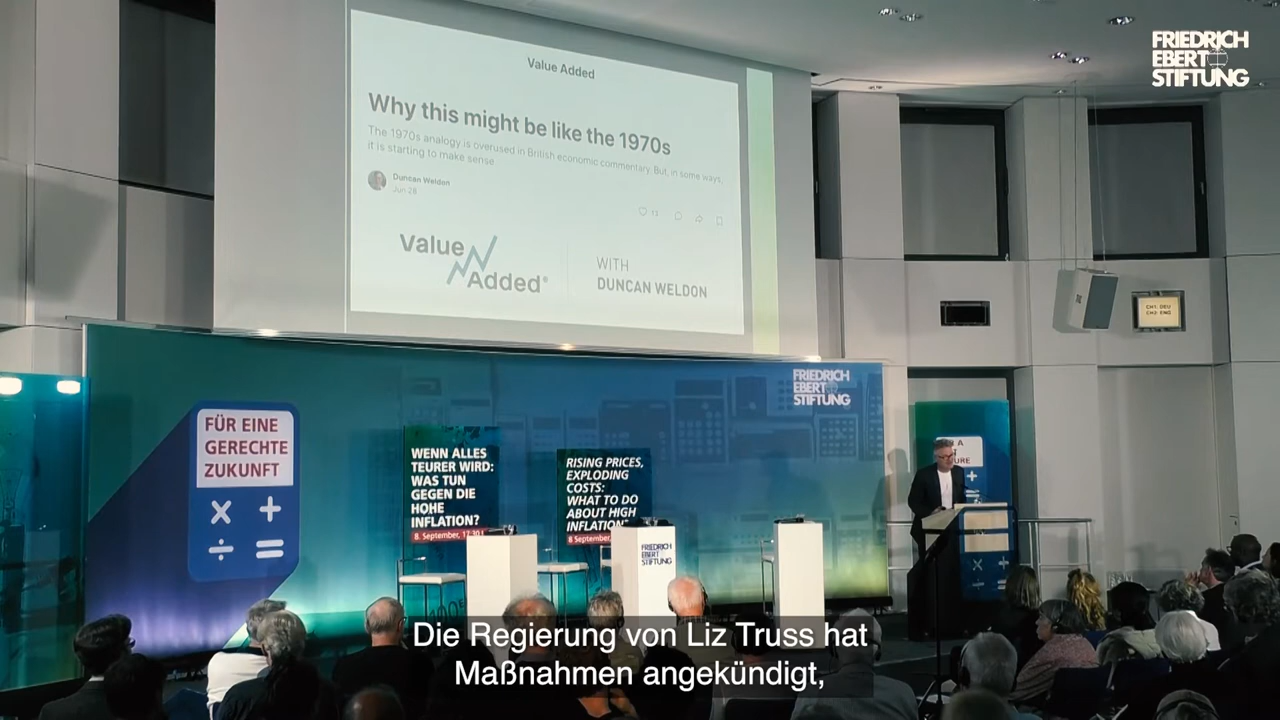 FRIEDRICH
EBERT
STIFTUNG
Value Added
Why this might be like the 1970s
The 1970s analogy is overused in British economic commentary. But, in some ways,
it is starting to make sense
Duncan Weldon
Jun 28
Value
Added®
WITH
DUNCAN WELDON
CH1: DEU
CH2: ENG
FRIEDRICH
EBERT
STIFTUNG
FÜR EINE
GERECHTE
ZUKUNFT
× +
÷ =
WENN ALLES
TEURER WIRD:
WAS TUN
GEGEN DIE
HOHE
INFLATION?
8. September, 17:30
RISING PRICES,
EXPLODING
COSTS:
WHAT TO DO
ABOUT HIGH
INFLATION
8 September,
FRIEDRICH
EBERT
STIFTUNG
Die Regierung von Liz Truss hat
Maßnahmen angekündigt,